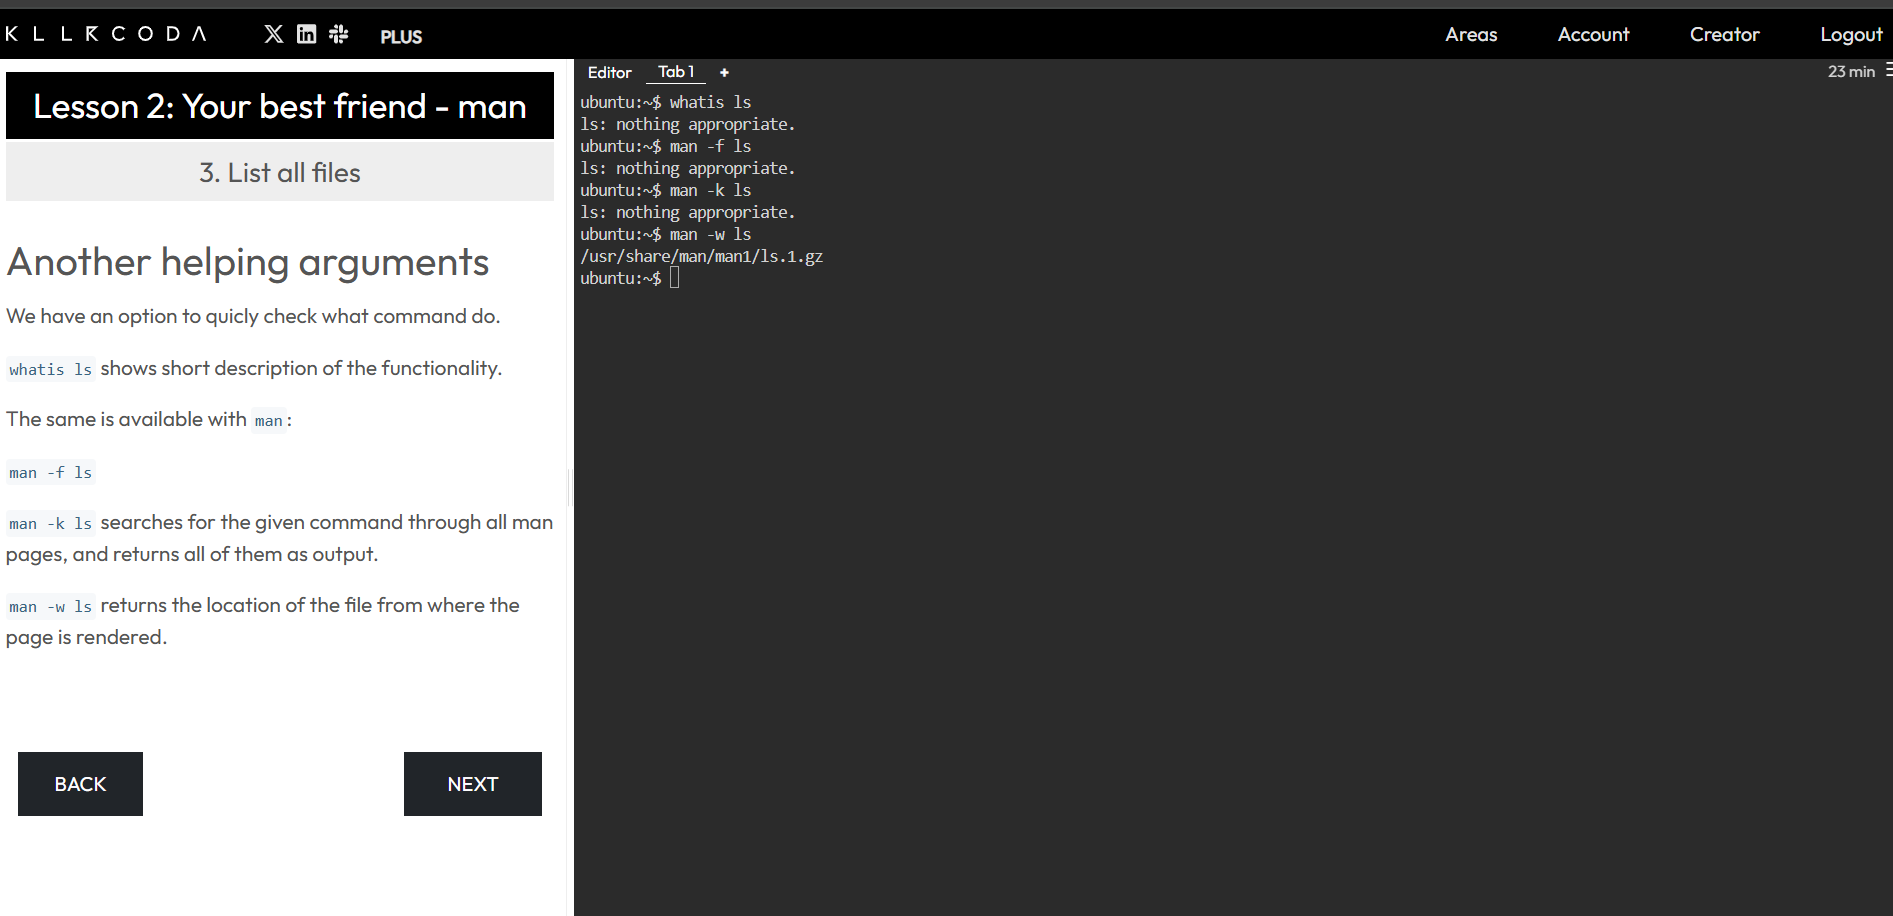 KLLRCODA PLUS Areas Account Creator Logout
Lesson 2: Your best friend - man
3. List all files
Another helping arguments
We have an option to quicly check what command do.
whatis ls shows short description of the functionality.
The same is available with man:
man -f ls
man -k ls searches for the given command through all man
pages, and returns all of them as output.
man -w ls returns the location of the file from where the
page is rendered.
BACK NEXT
Editor Tab 1 + 23 min
ubuntu:~$ whatis ls
ls: nothing appropriate.
ubuntu:~$ man -f ls
ls: nothing appropriate.
ubuntu:~$ man -k ls
ls: nothing appropriate.
ubuntu:~$ man -w ls
/usr/share/man/man1/ls.1.gz
ubuntu:~$